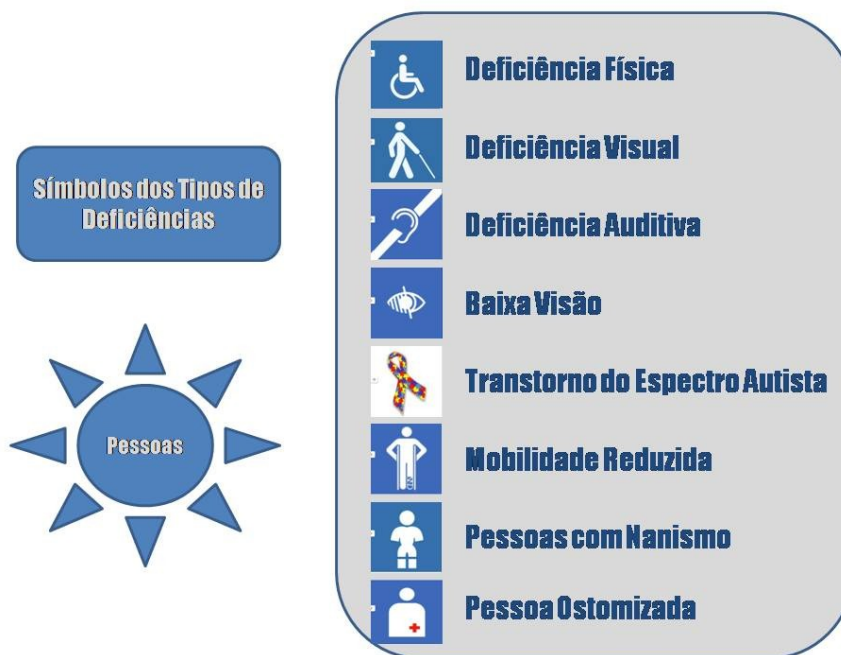 Símbolos dos Tipos de
Deficiências
Pessoas
Deficiência Física
Deficiência Visual
Deficiência Auditiva
Baixa Visão
Transtorno do Espectro Autista
Mobilidade Reduzida
Pessoas com Nanismo
Pessoa Ostomizada